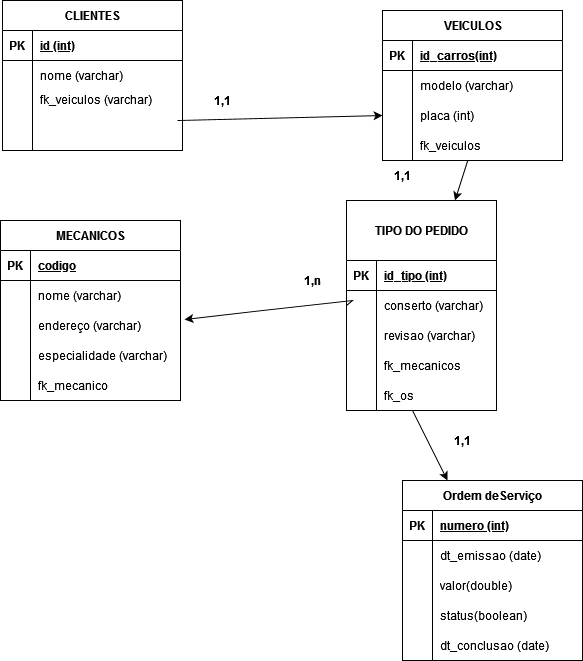 CLIENTES
PK id (int)
nome (varchar)
fk_veiculos (varchar)
1,1
VEICULOS
PK id_carros(int)
modelo (varchar)
placa (int)
fk_veiculos
1,1
TIPO DO PEDIDO
PK id_tipo (int)
conserto (varchar)
revisao (varchar)
fk_mecanicos
fk_os
1,n
MECANICOS
PK codigo
nome (varchar)
endereço (varchar)
especialidade (varchar)
fk_mecanico
1,1
Ordem deServiço
PK numero (int)
dt_emissao (date)
valor(double)
status(boolean)
dt_conclusao (date)